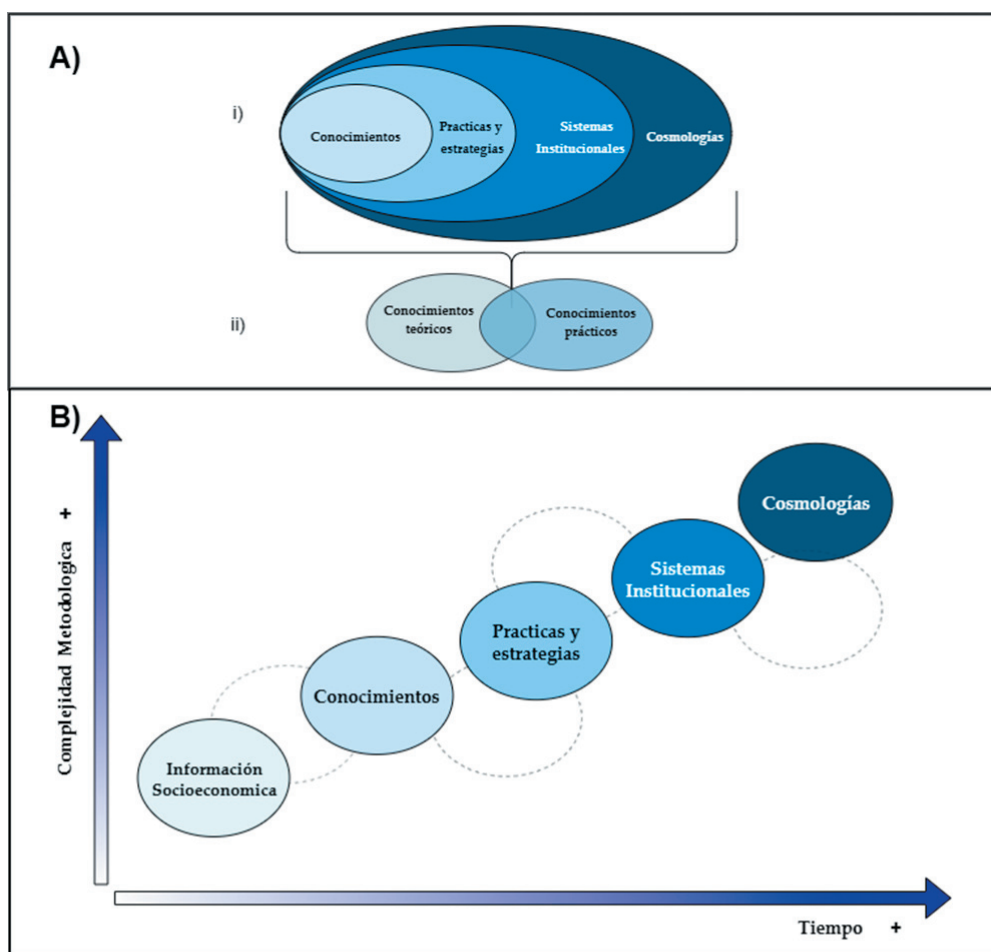 A)
i)
Conocimientos
Practicas y
estrategias
Sistemas
Institucionales
Cosmologías
ii)
Conocimientos
teóricos
Conocimientos
prácticos
B)
Complejidad Metodologica +
Cosmologías
Sistemas
Institucionales
Practicas y
estrategias
Conocimientos
Información
Socioeconomica
Tiempo +